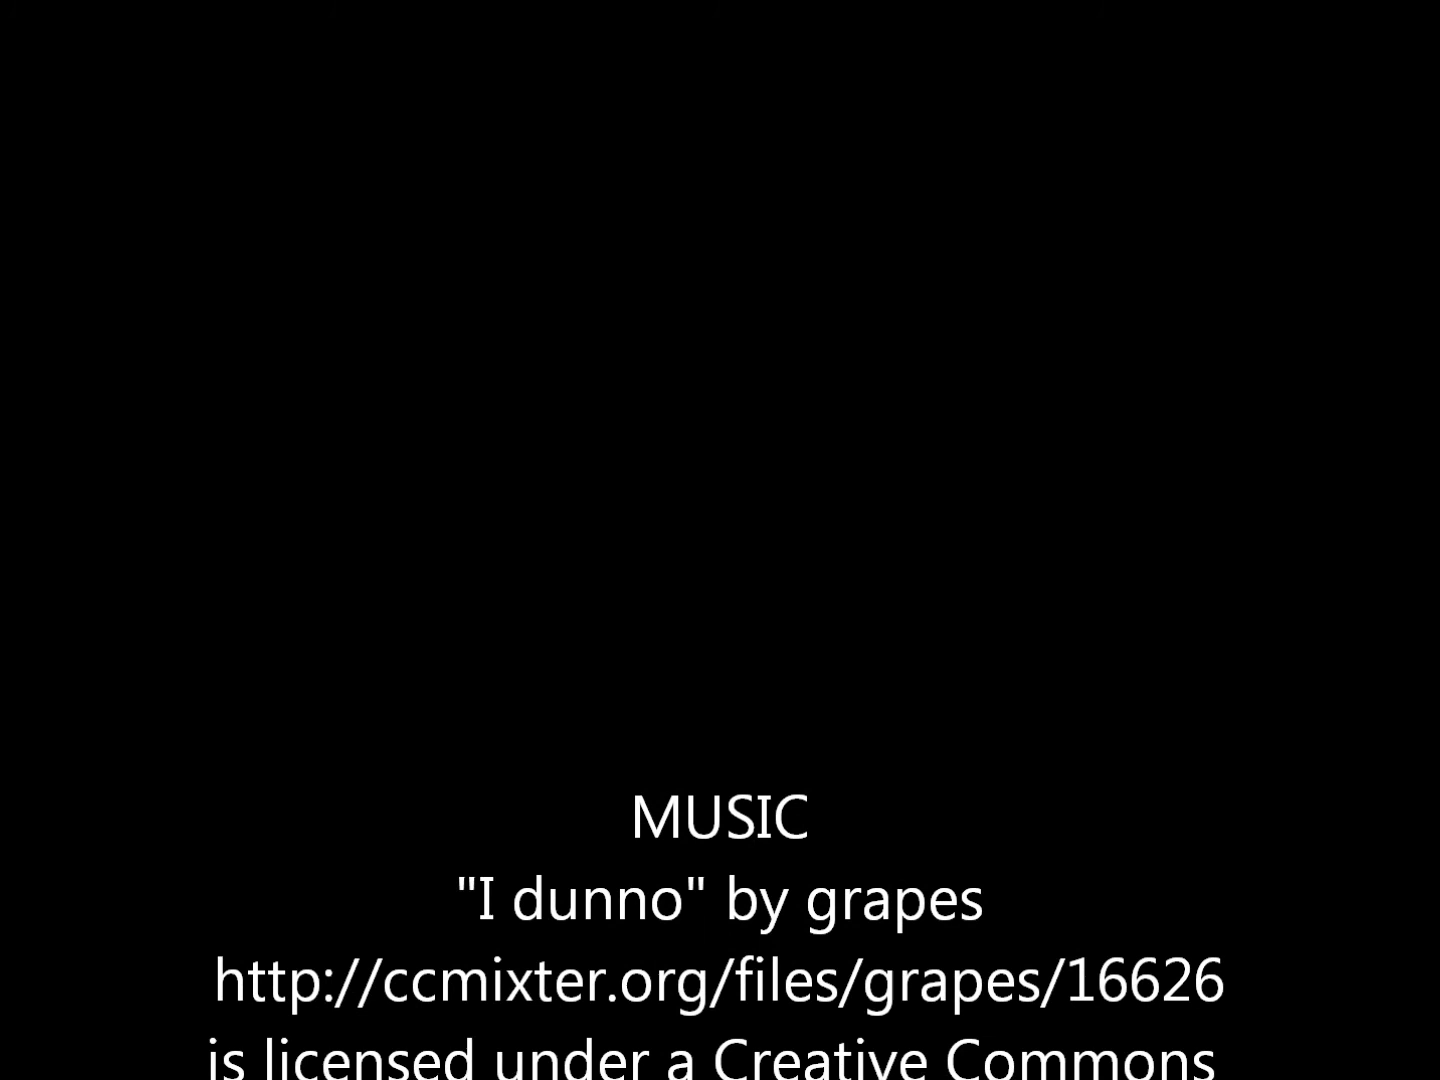 MUSIC
"I dunno" by grapes
http://ccmixter.org/files/grapes/16626
is licensed under a Creative Commons